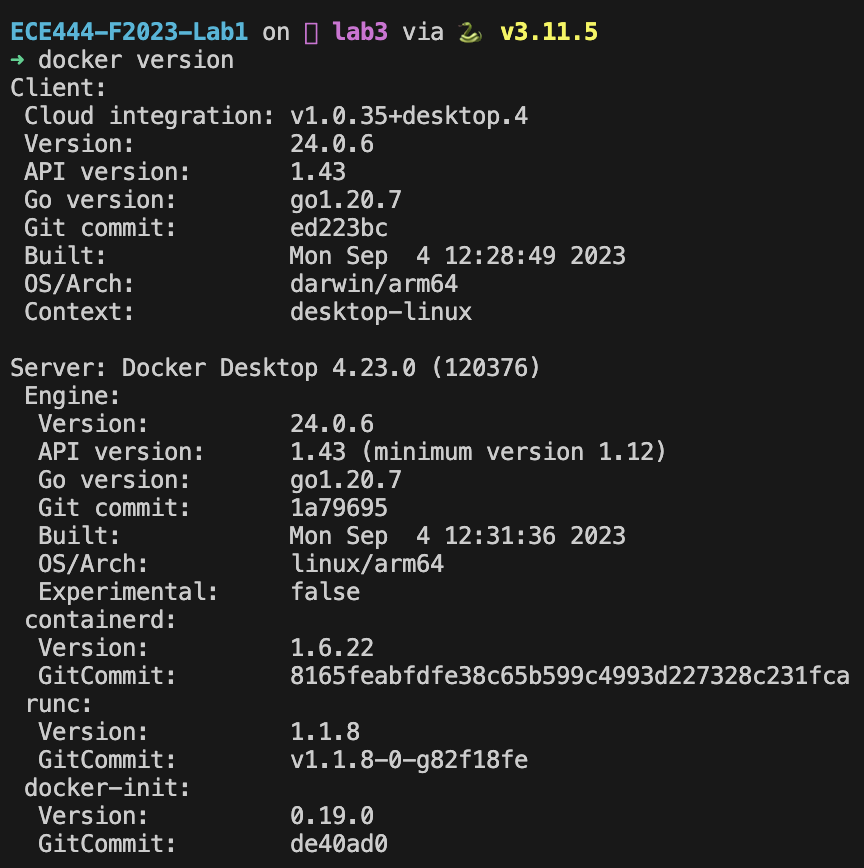 ECE444-F2023-Lab1 on lab3 via 🐍 v3.11.5
➜ docker version
Client:
 Cloud integration: v1.0.35+desktop.4
 Version:           24.0.6
 API version:       1.43
 Go version:        go1.20.7
 Git commit:        ed223bc
 Built:             Mon Sep  4 12:28:49 2023
 OS/Arch:           darwin/arm64
 Context:           desktop-linux

Server: Docker Desktop 4.23.0 (120376)
 Engine:
  Version:          24.0.6
  API version:      1.43 (minimum version 1.12)
  Go version:       go1.20.7
  Git commit:       1a79695
  Built:            Mon Sep  4 12:31:36 2023
  OS/Arch:          linux/arm64
  Experimental:     false
 containerd:
  Version:          1.6.22
  GitCommit:        8165feabfdfe38c65b599c4993d227328c231fca
 runc:
  Version:          1.1.8
  GitCommit:        v1.1.8-0-g82f18fe
 docker-init:
  Version:          0.19.0
  GitCommit:        de40ad0